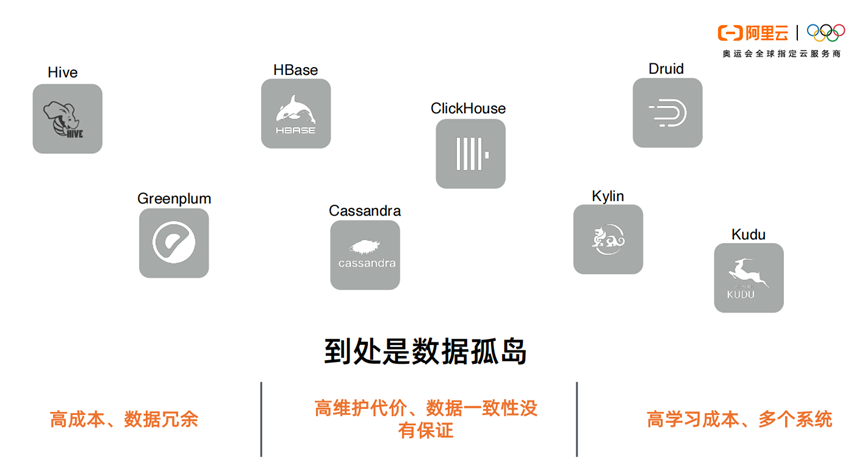 阿里云
奥运会全球指定云服务商
Hive
HBase
ClickHouse
Druid
HIVE
HBASE
Greenplum
Cassandra
Kylin
Kudu
cassandra
KUDU
到处是数据孤岛
高成本、数据冗余
高维护代价、数据一致性没
有保证
高学习成本、多个系统